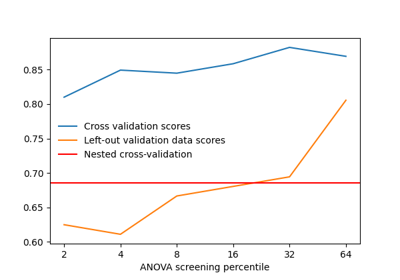 0.85
0.80
0.75
0.70
0.65
0.60
Cross validation scores
Left-out validation data scores
Nested cross-validation
2 4 8 16 32 64
ANOVA screening percentile